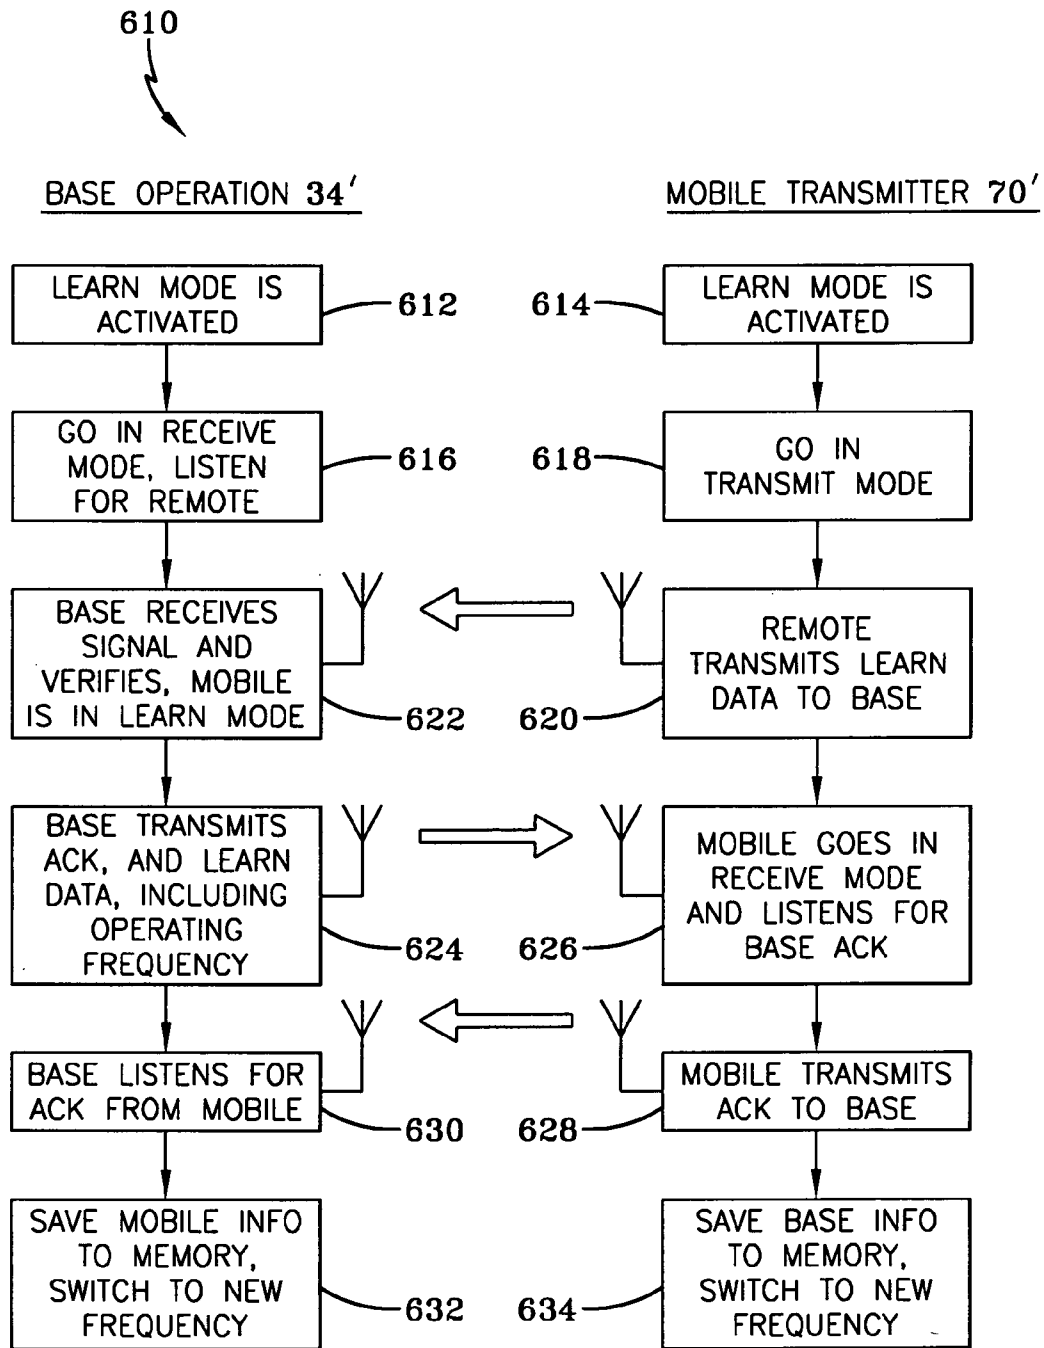 610
BASE OPERATION 34'
MOBILE TRANSMITTER 70'
LEARN MODE IS
ACTIVATED
612
614
LEARN MODE IS
ACTIVATED
GO IN RECEIVE
MODE, LISTEN
FOR REMOTE
616
618
GO IN
TRANSMIT MODE
BASE RECEIVES
SIGNAL AND
VERIFIES, MOBILE
IS IN LEARN MODE
622
620
REMOTE
TRANSMITS LEARN
DATA TO BASE
BASE TRANSMITS
ACK, AND LEARN
DATA, INCLUDING
OPERATING
FREQUENCY
624
626
MOBILE GOES IN
RECEIVE MODE
AND LISTENS FOR
BASE ACK
BASE LISTENS FOR
ACK FROM MOBILE
630
628
MOBILE TRANSMITS
ACK TO BASE
SAVE MOBILE INFO
TO MEMORY,
SWITCH TO NEW
FREQUENCY
632
634
SAVE BASE INFO
TO MEMORY,
SWITCH TO NEW
FREQUENCY